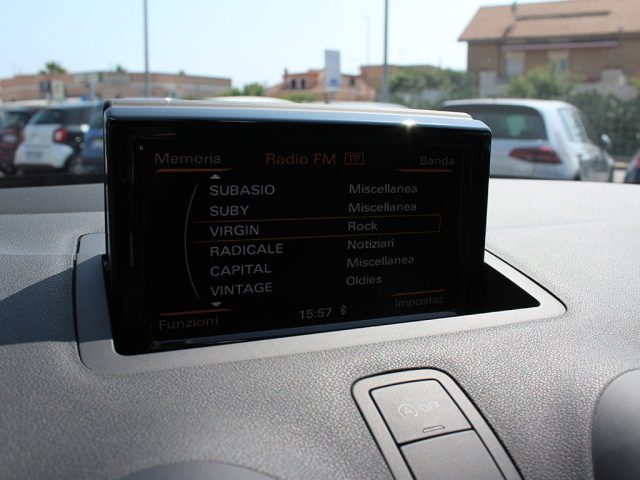 Memoria Radio FM TP Banda
SUBASIO Miscellanea
SUBY Miscellanea
VIRGIN Rock
RADICALE Notiziari
CAPITAL Miscellanea
VINTAGE Oldies
Funzioni 15:57 Impostaz.
A OFF